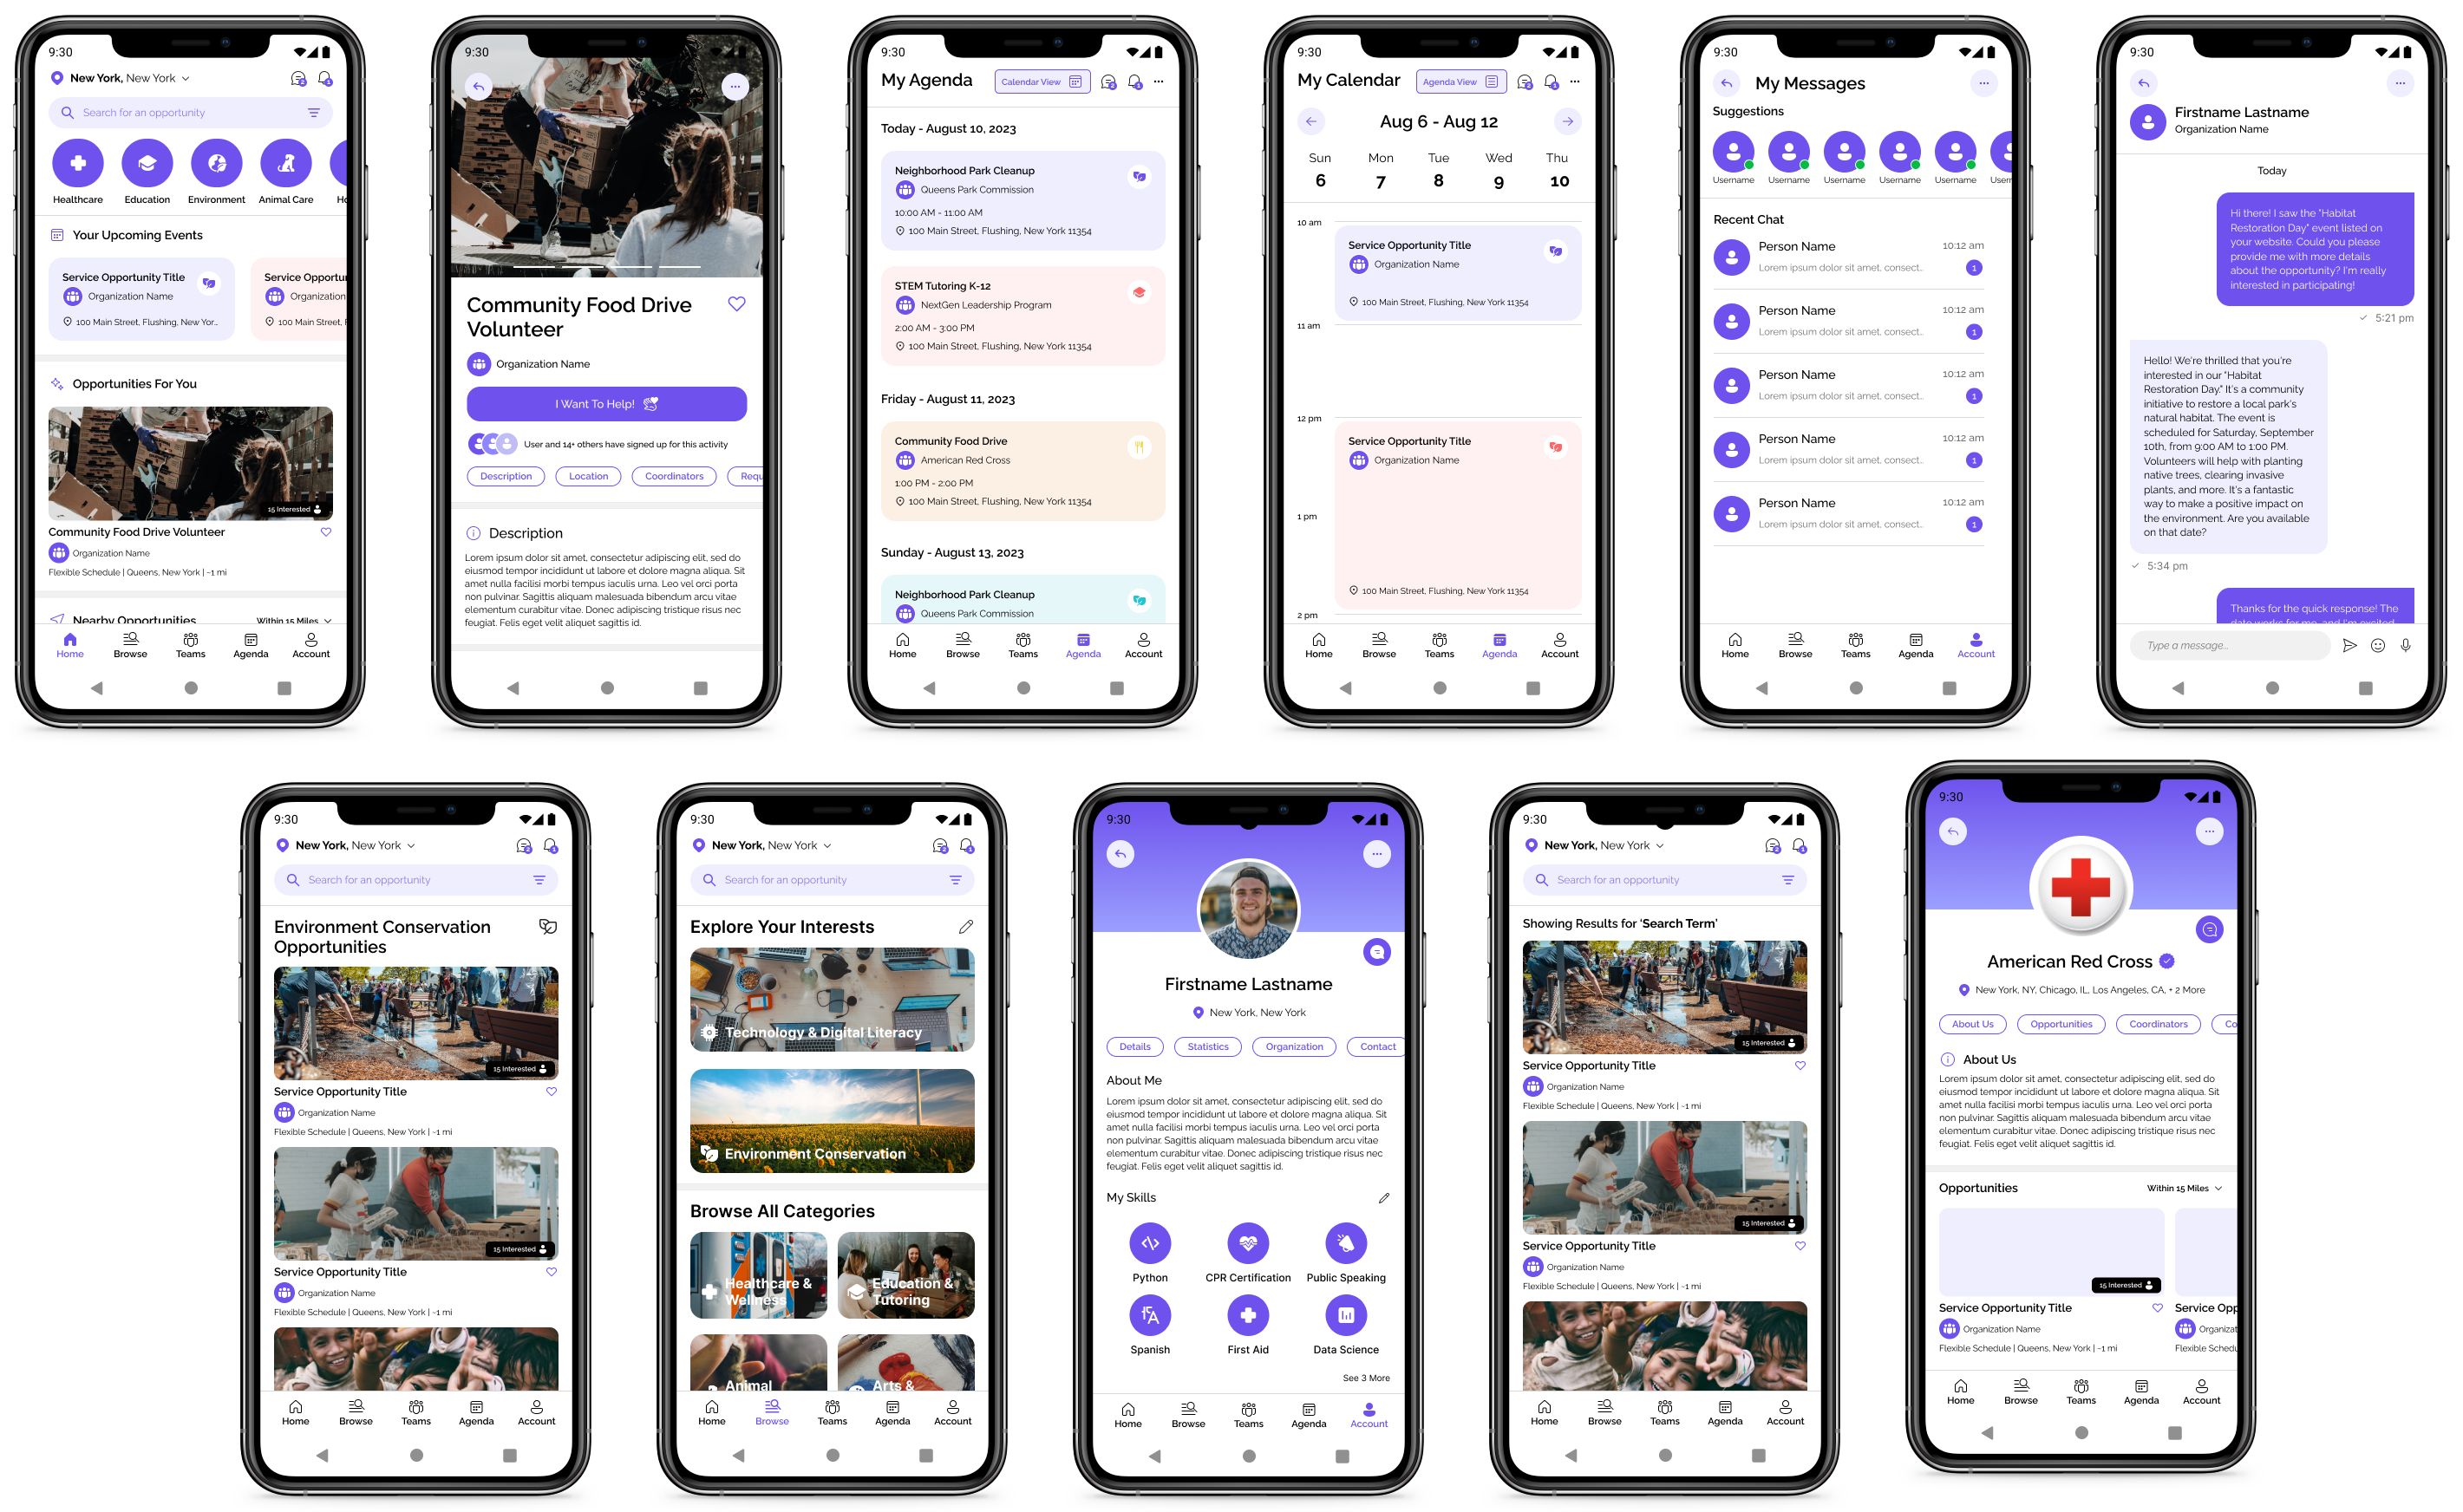 9:30
New York, New York
2
1
Search for an opportunity
Healthcare
Education
Environment
Animal Care
Ho
Your Upcoming Events
Service Opportunity Title
Organization Name
100 Main Street, Flushing, New Yor...
Service Opportun
Organization
100 Main Street, F
Opportunities For You
15 Interested
Community Food Drive Volunteer
Organization Name
Flexible Schedule | Queens, New York | ~1 mi
Nearby Opportunities
Within 15 Miles
Home
Browse
Teams
Agenda
Account
9:30
Community Food Drive
Volunteer
Organization Name
I Want To Help!
User and 14+ others have signed up for this activity
Description
Location
Coordinators
Requ
Description
Lorem ipsum dolor sit amet, consectetur adipiscing elit, sed do
eiusmod tempor incididunt ut labore et dolore magna aliqua. Sit
amet nulla facilisi morbi tempus iaculis urna. Leo vel orci porta
non pulvinar. Sagittis aliquam malesuada bibendum arcu vitae
elementum curabitur vitae. Donec adipiscing tristique risus nec
feugiat. Felis eget velit aliquet sagittis id.
9:30
My Agenda
Calendar View
2
1
Today - August 10, 2023
Neighborhood Park Cleanup
Queens Park Commission
10:00 AM - 11:00 AM
100 Main Street, Flushing, New York 11354
STEM Tutoring K-12
NextGen Leadership Program
2:00 AM - 3:00 PM
100 Main Street, Flushing, New York 11354
Friday - August 11, 2023
Community Food Drive
American Red Cross
1:00 PM - 2:00 PM
100 Main Street, Flushing, New York 11354
Sunday - August 13, 2023
Neighborhood Park Cleanup
Queens Park Commission
Home
Browse
Teams
Agenda
Account
9:30
My Calendar
Agenda View
2
1
Aug 6 - Aug 12
Sun
Mon
Tue
Wed
Thu
6
7
8
9
10
10 am
Service Opportunity Title
Organization Name
100 Main Street, Flushing, New York 11354
11 am
12 pm
Service Opportunity Title
Organization Name
1 pm
100 Main Street, Flushing, New York 11354
2 pm
Home
Browse
Teams
Agenda
Account
9:30
My Messages
Suggestions
Username
Username
Username
Username
Username
Usern
Recent Chat
Person Name
10:12 am
Lorem ipsum dolor sit amet, consect..
1
Person Name
10:12 am
Lorem ipsum dolor sit amet, consect..
1
Person Name
10:12 am
Lorem ipsum dolor sit amet, consect..
1
Person Name
10:12 am
Lorem ipsum dolor sit amet, consect..
1
Person Name
10:12 am
Lorem ipsum dolor sit amet, consect..
1
Home
Browse
Teams
Agenda
Account
9:30
Firstname Lastname
Organization Name
Today
Hi there! I saw the "Habitat
Restoration Day" event listed on
your website. Could you please
provide me with more details
about the opportunity? I'm really
interested in participating!
5:21 pm
Hello! We're thrilled that you're
interested in our "Habitat
Restoration Day." It's a community
initiative to restore a local park's
natural habitat. The event is
scheduled for Saturday, September
10th, from 9:00 AM to 1:00 PM.
Volunteers will help with planting
native trees, clearing invasive
plants, and more. It's a fantastic
way to make a positive impact on
the environment. Are you available
on that date?
5:34 pm
Thanks for the quick response! The
date works for me, and I'm excited
Type a message...
9:30
New York, New York
2
1
Search for an opportunity
Environment Conservation
Opportunities
15 Interested
Service Opportunity Title
Organization Name
Flexible Schedule | Queens, New York | ~1 mi
15 Interested
Service Opportunity Title
Organization Name
Flexible Schedule | Queens, New York | ~1 mi
Home
Browse
Teams
Agenda
Account
9:30
New York, New York
2
1
Search for an opportunity
Explore Your Interests
Technology & Digital Literacy
Environment Conservation
Browse All Categories
Healthcare &
Wellness
Education &
Tutoring
Animal
Arts &
Home
Browse
Teams
Agenda
Account
9:30
Firstname Lastname
New York, New York
Details
Statistics
Organization
Contact
About Me
Lorem ipsum dolor sit amet, consectetur adipiscing elit, sed do
eiusmod tempor incididunt ut labore et dolore magna aliqua. Sit
amet nulla facilisi morbi tempus iaculis urna. Leo vel orci porta
non pulvinar. Sagittis aliquam malesuada bibendum arcu vitae
elementum curabitur vitae. Donec adipiscing tristique risus nec
feugiat. Felis eget velit aliquet sagittis id.
My Skills
Python
CPR Certification
Public Speaking
Spanish
First Aid
Data Science
See 3 More
Home
Browse
Teams
Agenda
Account
9:30
New York, New York
2
1
Search for an opportunity
Showing Results for 'Search Term'
15 Interested
Service Opportunity Title
Organization Name
Flexible Schedule | Queens, New York | ~1 mi
15 Interested
Service Opportunity Title
Organization Name
Flexible Schedule | Queens, New York | ~1 mi
Home
Browse
Teams
Agenda
Account
9:30
American Red Cross
New York, NY, Chicago, IL, Los Angeles, CA, + 2 More
About Us
Opportunities
Coordinators
Co
About Us
Lorem ipsum dolor sit amet, consectetur adipiscing elit, sed do
eiusmod tempor incididunt ut labore et dolore magna aliqua. Sit
amet nulla facilisi morbi tempus iaculis urna. Leo vel orci porta
non pulvinar. Sagittis aliquam malesuada bibendum arcu vitae
elementum curabitur vitae. Donec adipiscing tristique risus nec
feugiat. Felis eget velit aliquet sagittis id.
Opportunities
Within 15 Miles
15 Interested
Service Opportunity Title
Organization Name
Flexible Schedule | Queens, New York | ~1 mi
Service Opp
Organizat
Flexible Schedu
Home
Browse
Teams
Agenda
Account